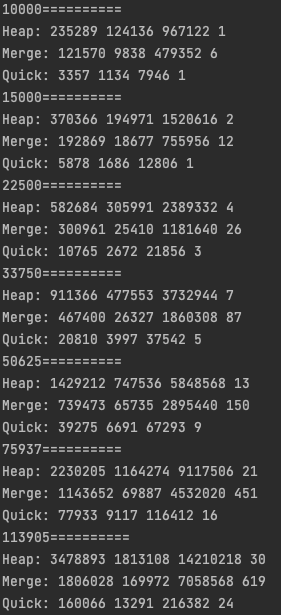 10000==========
Heap: 235289 124136 967122 1
Merge: 121570 9838 479352 6
Quick: 3357 1134 7946 1
15000==========
Heap: 370366 194971 1520616 2
Merge: 192869 18677 755956 12
Quick: 5878 1686 12806 1
22500==========
Heap: 582684 305991 2389332 4
Merge: 300961 25410 1181640 26
Quick: 10765 2672 21856 3
33750==========
Heap: 911366 477553 3732944 7
Merge: 467400 26327 1860308 87
Quick: 20810 3997 37542 5
50625==========
Heap: 1429212 747536 5848568 13
Merge: 739473 65735 2895440 150
Quick: 39275 6691 67293 9
75937==========
Heap: 2230205 1164274 9117506 21
Merge: 1143652 69887 4532020 451
Quick: 77933 9117 116412 16
113905==========
Heap: 3478893 1813108 14210218 30
Merge: 1806028 169972 7058568 619
Quick: 160066 13291 216382 24